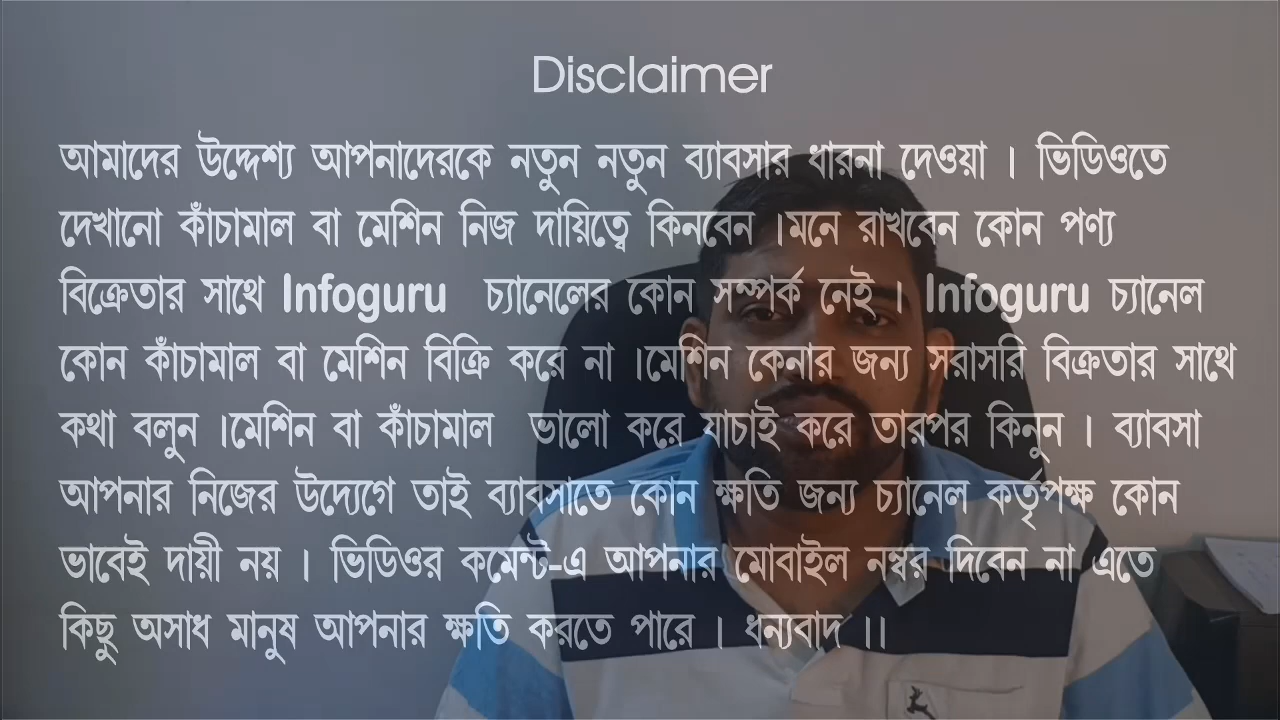 Disclaimer
আমাদের উদ্দেশ্য আপনাদেরকে নতুন নতুন ব্যাবসার ধারনা দেওয়া । ভিডিওতে
দেখানো কাঁচামাল বা মেশিন নিজ দায়িত্বে কিনবেন ।মনে রাখবেন কোন পণ্য
বিক্রেতার সাথে Infoguru চ্যানেলের কোন সম্পর্ক নেই । Infoguru চ্যানেল
কোন কাঁচামাল বা মেশিন বিক্রি করে না ।মেশিন কেনার জন্য সরাসরি বিক্রতার সাথে
কথা বলুন ।মেশিন বা কাঁচামাল ভালো করে যাচাই করে তারপর কিনুন । ব্যাবসা
আপনার নিজের উদ্যেগে তাই ব্যাবসাতে কোন ক্ষতি জন্য চ্যানেল কর্তৃপক্ষ কোন
ভাবেই দায়ী নয় । ভিডিওর কমেন্ট-এ আপনার মোবাইল নম্বর দিবেন না এতে
কিছু অসাধ মানুষ আপনার ক্ষতি করতে পারে । ধন্যবাদ ।।